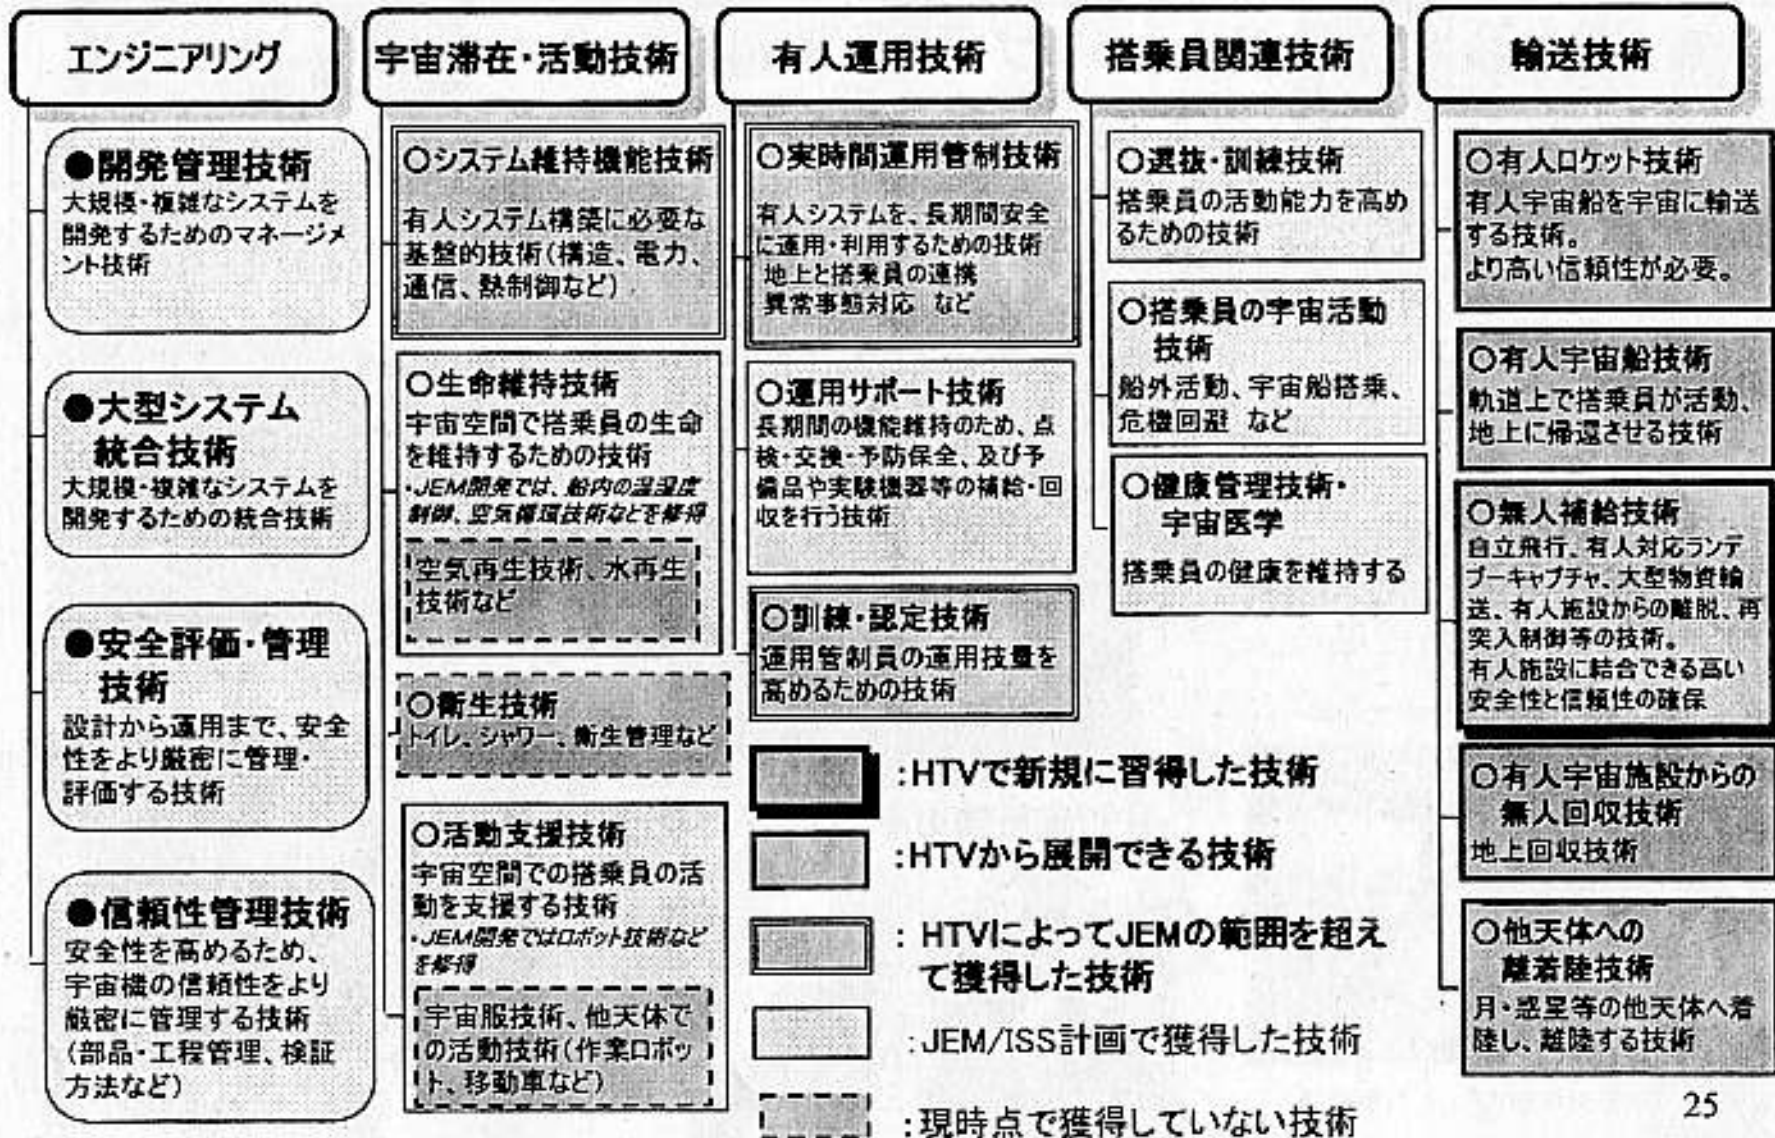 エンジニアリング
●開発管理技術
大規模・複雑なシステムを
開発するためのマネージメ
ント技術
●大型システム
統合技術
大規模・複雑なシステムを
開発するための統合技術
●安全評価・管理
技術
設計から運用まで、安全
性をより厳密に管理・
評価する技術
●信頼性管理技術
安全性を高めるため、
宇宙機の信頼性をより
厳密に管理する技術
(部品・工程管理、検証
方法など)
宇宙滞在・活動技術
○システム維持機能技術
有人システム構築に必要な
基盤的技術(構造、電力、
通信、熱制御など)
○生命維持技術
宇宙空間で搭乗員の生命
を維持するための技術
・JEM開発では、船内の温湿度
制御、空気循環技術などを修得
空気再生技術、水再生
技術など
○衛生技術
トイレ、シャワー、衛生管理など
○活動支援技術
宇宙空間での搭乗員の活
動を支援する技術
・JEM開発ではロボット技術など
を修得
宇宙服技術、他天体で
の活動技術(作業ロボッ
ト、移動車など)
有人運用技術
○実時間運用管制技術
有人システムを、長期間安全
に運用・利用するための技術
地上と搭乗員の連携
異常事態対応 など
○運用サポート技術
長期間の機能維持のため、点
検・交換・予防保全、及び予
備品や実験機器等の補給・回
収を行う技術
○訓練・認定技術
運用管制員の運用技量を
高めるための技術
搭乗員関連技術
○選抜・訓練技術
搭乗員の活動能力を高め
るための技術
○搭乗員の宇宙活動
技術
船外活動、宇宙船搭乗、
危機回避 など
○健康管理技術・
宇宙医学
搭乗員の健康を維持する
輸送技術
○有人ロケット技術
有人宇宙船を宇宙に輸送
する技術。
より高い信頼性が必要。
○有人宇宙船技術
軌道上で搭乗員が活動、
地上に帰還させる技術
○無人補給技術
自立飛行、有人対応ランデ
ブーキャプチャ、大型物資輸
送、有人施設からの離脱、再
突入制御等の技術。
有人施設に結合できる高い
安全性と信頼性の確保
○有人宇宙施設からの
無人回収技術
地上回収技術
○他天体への
離着陸技術
月・惑星等の他天体へ着
陸し、離陸する技術
:HTVで新規に習得した技術
:HTVから展開できる技術
: HTVによってJEMの範囲を超え
て獲得した技術
:JEM/ISS計画で獲得した技術
:現時点で獲得していない技術
25